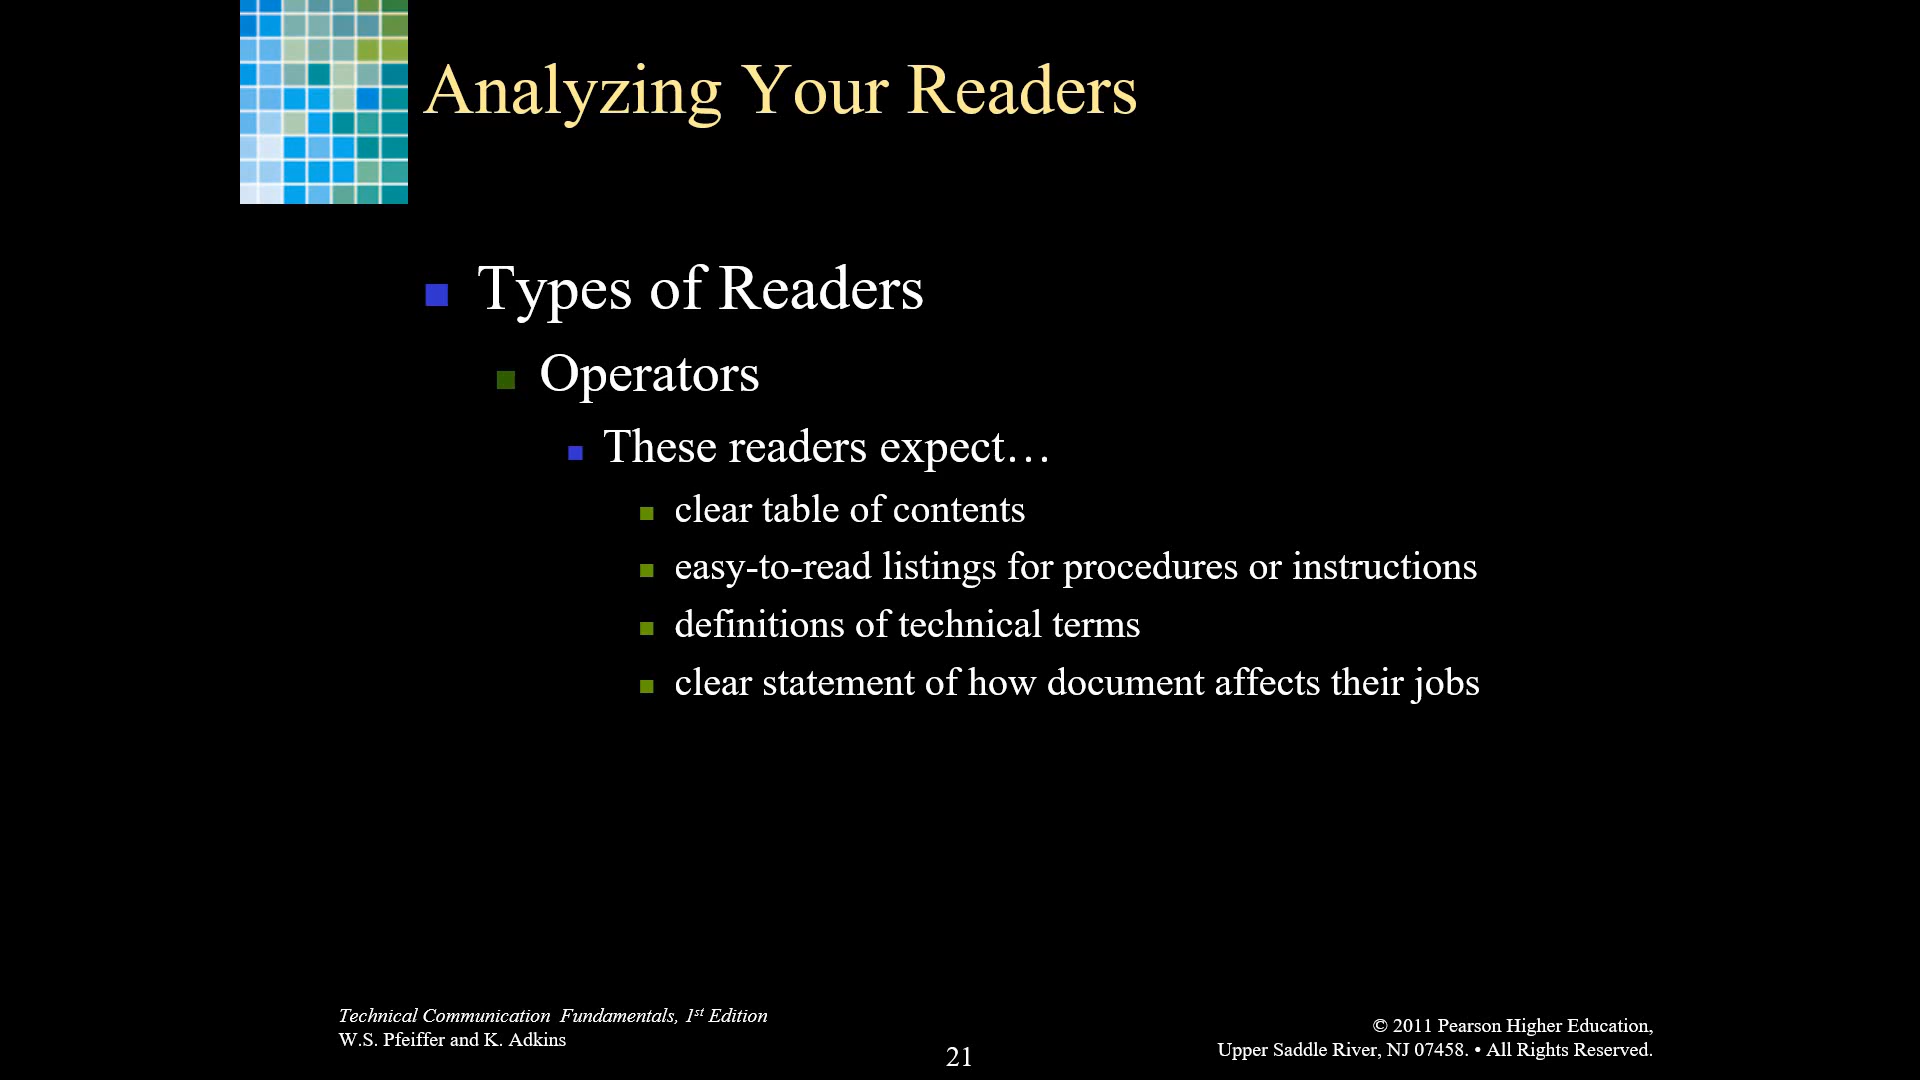 Analyzing Your Readers
Types of Readers
Operators
These readers expect…
clear table of contents
easy-to-read listings for procedures or instructions
definitions of technical terms
clear statement of how document affects their jobs
Technical Communication  Fundamentals, 1st Edition
W.S. Pfeiffer and K. Adkins
21
© 2011 Pearson Higher Education,
Upper Saddle River, NJ 07458. • All Rights Reserved.